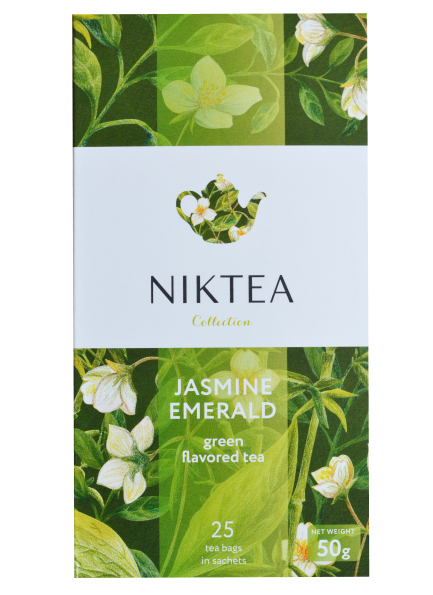 NIKTEA
Collection
JASMINE
EMERALD
green
flavored tea
25
tea bags
in sachets
NET WEIGHT
50g